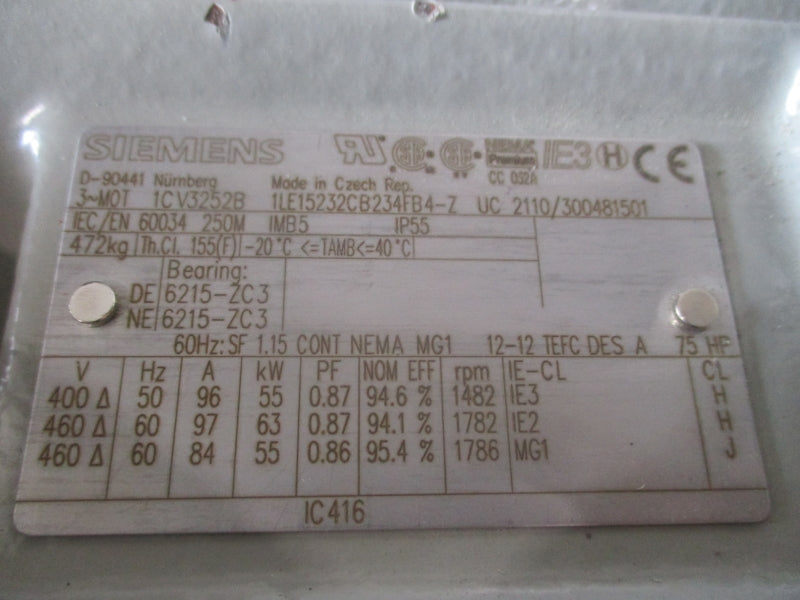 SIEMENS UR SA SA NEMA Premium IE3 H CE
CC 032A
D-90441 Nürnberg Made in Czech Rep.
3~MOT 1CV3252B 1LE15232CB234FB4-Z UC 2110/300481501
IEC/EN 60034 250M IMB5 IP55
472kg Th.Cl. 155(F) -20°C <=TAMB<=40°C
Bearing:
DE 6215-ZC3
NE 6215-ZC3
60Hz: SF 1.15 CONT NEMA MG1 12-12 TEFC DES A 75 HP
V Hz A kW PF NOM EFF rpm IE-CL CL
400 Δ 50 96 55 0.87 94.6 % 1482 IE3 H
460 Δ 60 97 63 0.87 94.1 % 1782 IE2 H
460 Δ 60 84 55 0.86 95.4 % 1786 MG1 J
IC416